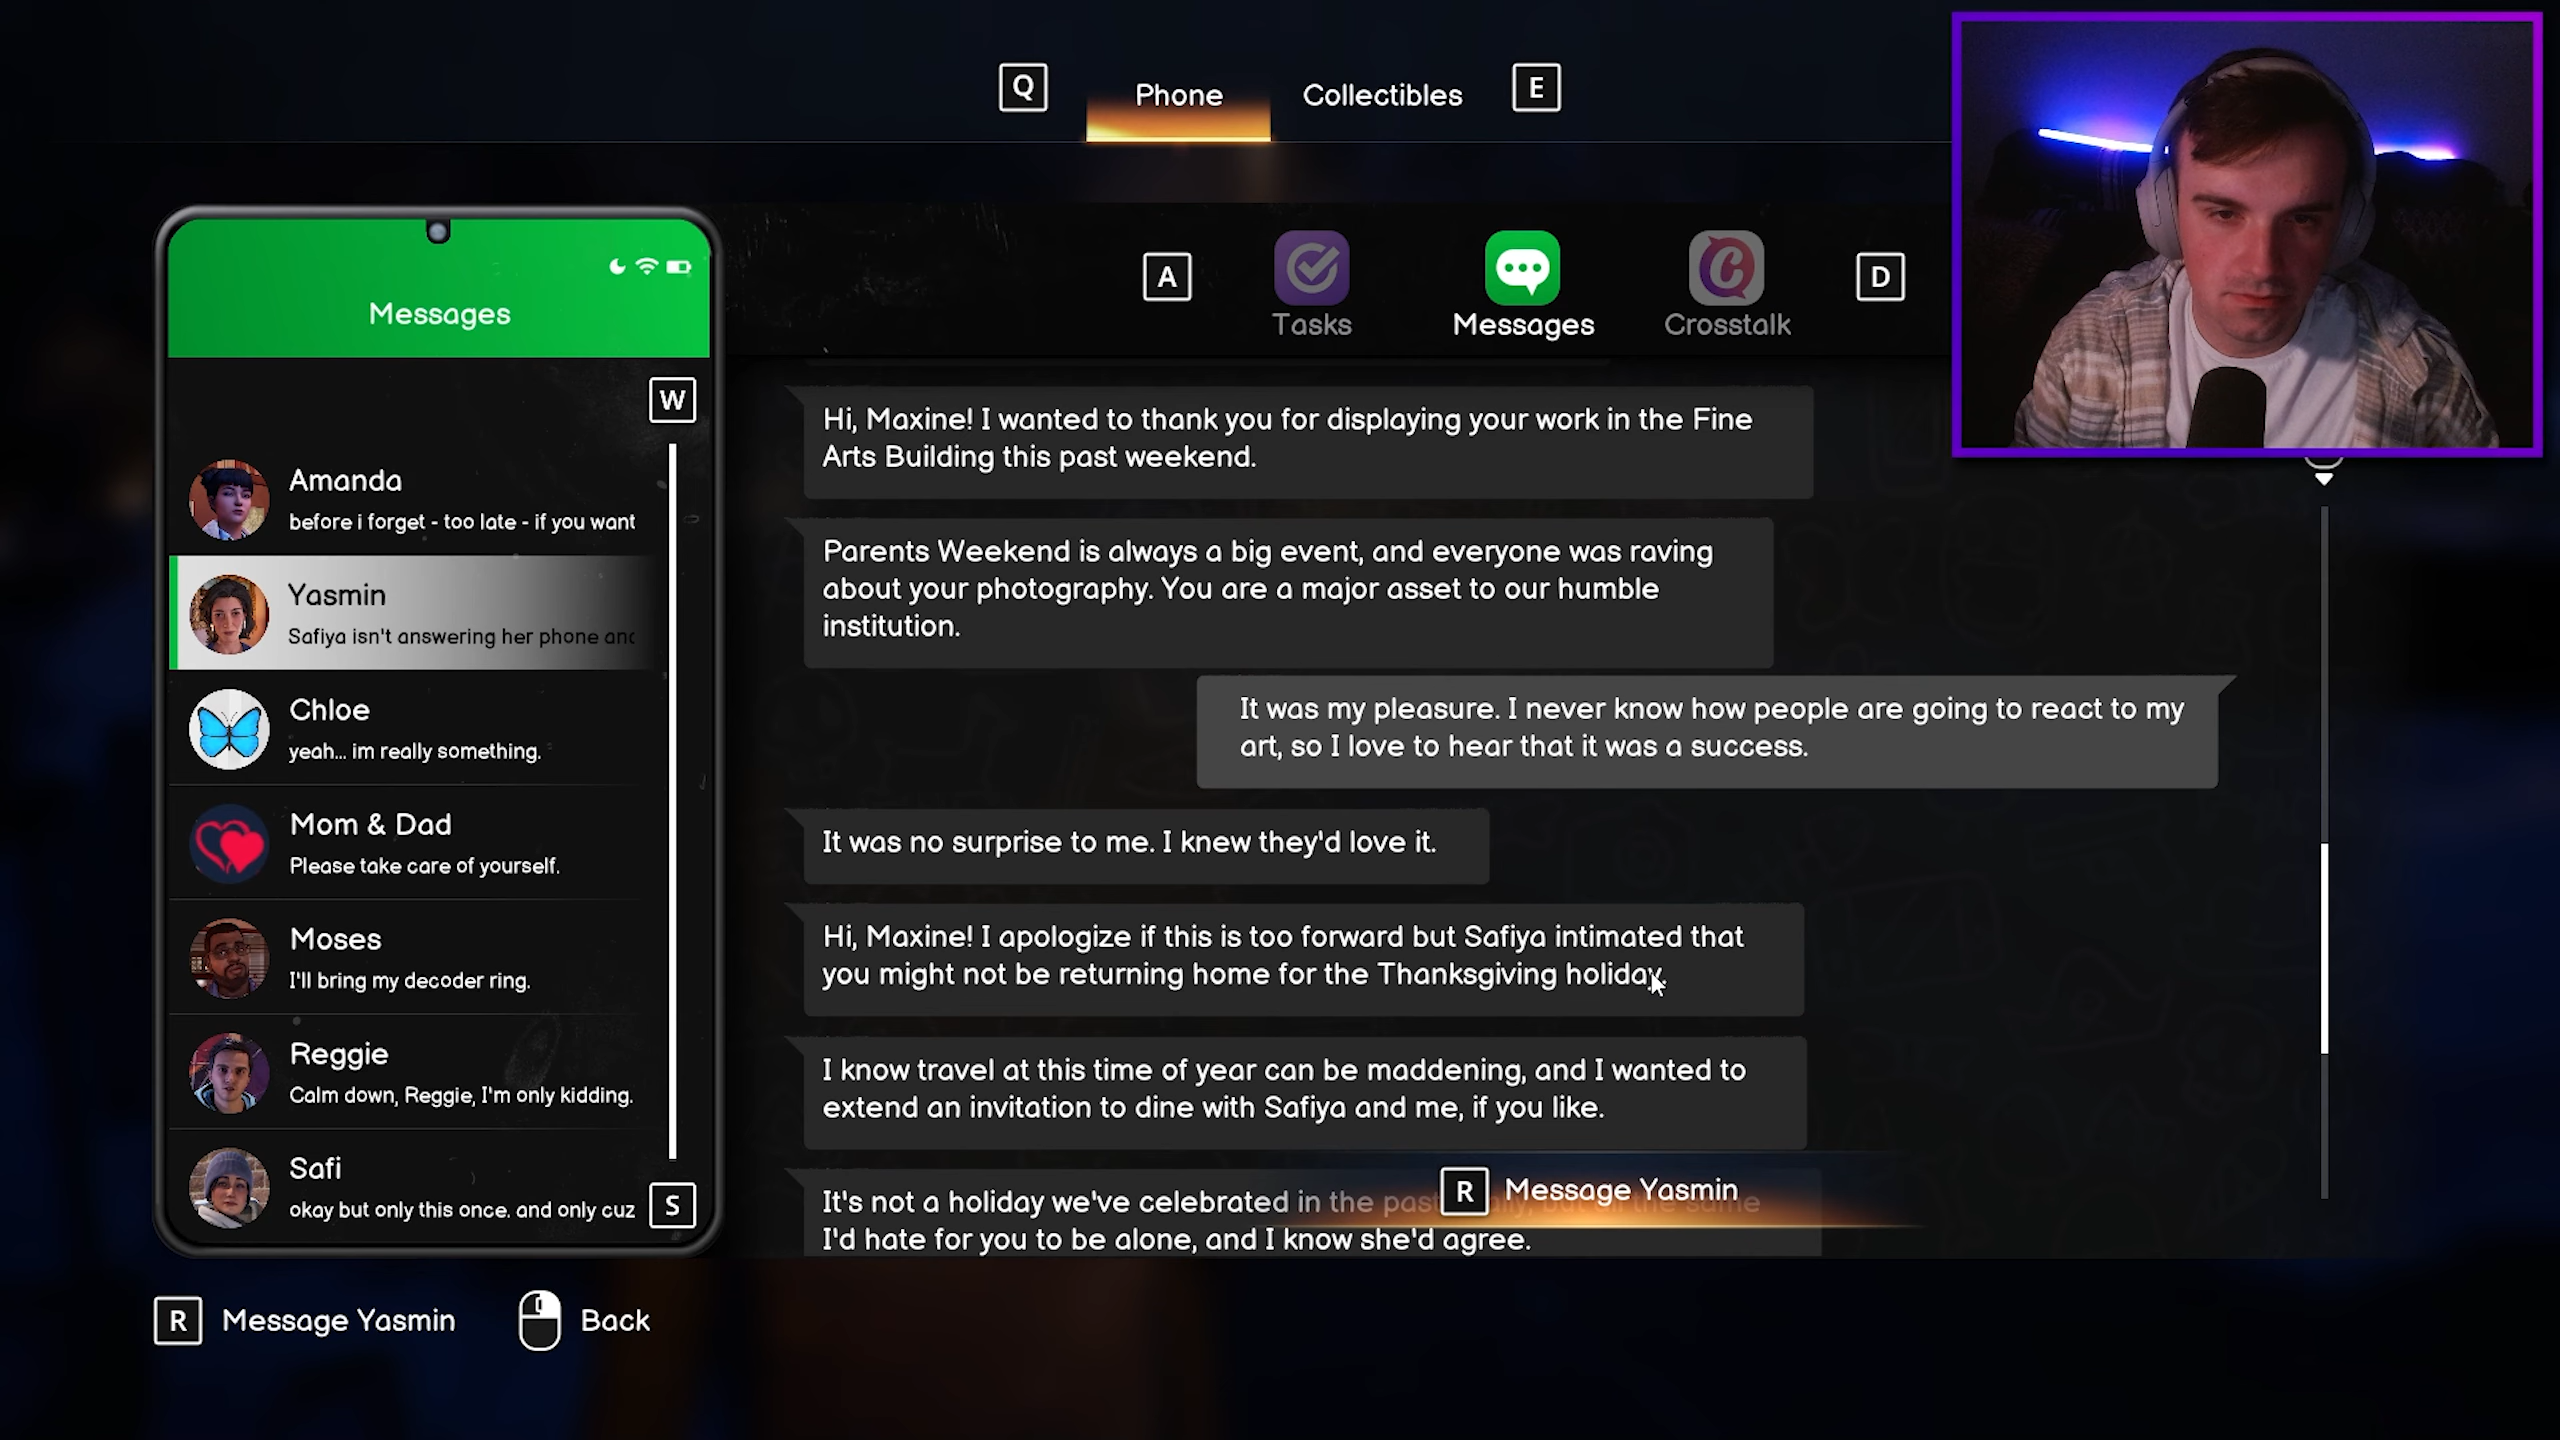 Q
Phone
Collectibles
E
Messages
A
Tasks
Messages
Crosstalk
D
W
Amanda
before i forget - too late - if you want
Yasmin
Safiya isn't answering her phone and
Chloe
yeah... im really something.
Mom & Dad
Please take care of yourself.
Moses
I'll bring my decoder ring.
Reggie
Calm down, Reggie, I'm only kidding.
Safi
okay but only this once. and only cuz
S
Hi, Maxine! I wanted to thank you for displaying your work in the Fine
Arts Building this past weekend.
Parents Weekend is always a big event, and everyone was raving
about your photography. You are a major asset to our humble
institution.
It was my pleasure. I never know how people are going to react to my
art, so I love to hear that it was a success.
It was no surprise to me. I knew they'd love it.
Hi, Maxine! I apologize if this is too forward but Safiya intimated that
you might not be returning home for the Thanksgiving holiday.
I know travel at this time of year can be maddening, and I wanted to
extend an invitation to dine with Safiya and me, if you like.
It's not a holiday we've celebrated in the past
I'd hate for you to be alone, and I know she'd agree.
R
Message Yasmin
R
Message Yasmin
Back